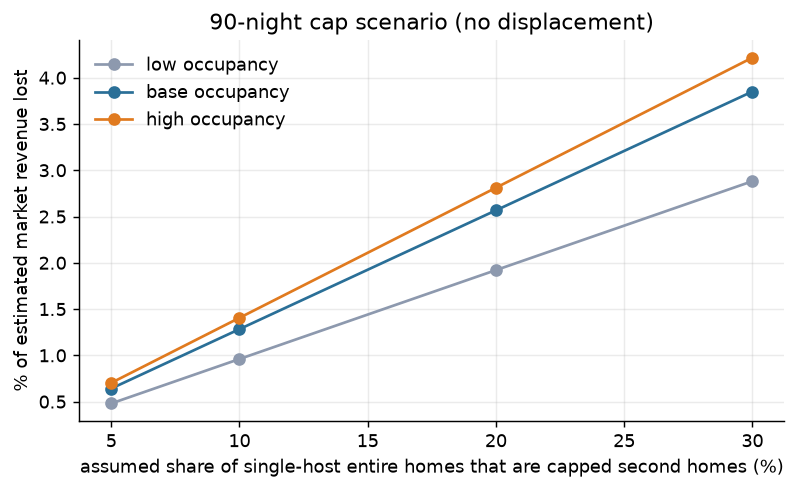 90-night cap scenario (no displacement)
low occupancy
base occupancy
high occupancy
% of estimated market revenue lost
4.0
3.5
3.0
2.5
2.0
1.5
1.0
0.5
5
10
15
20
25
30
assumed share of single-host entire homes that are capped second homes (%)